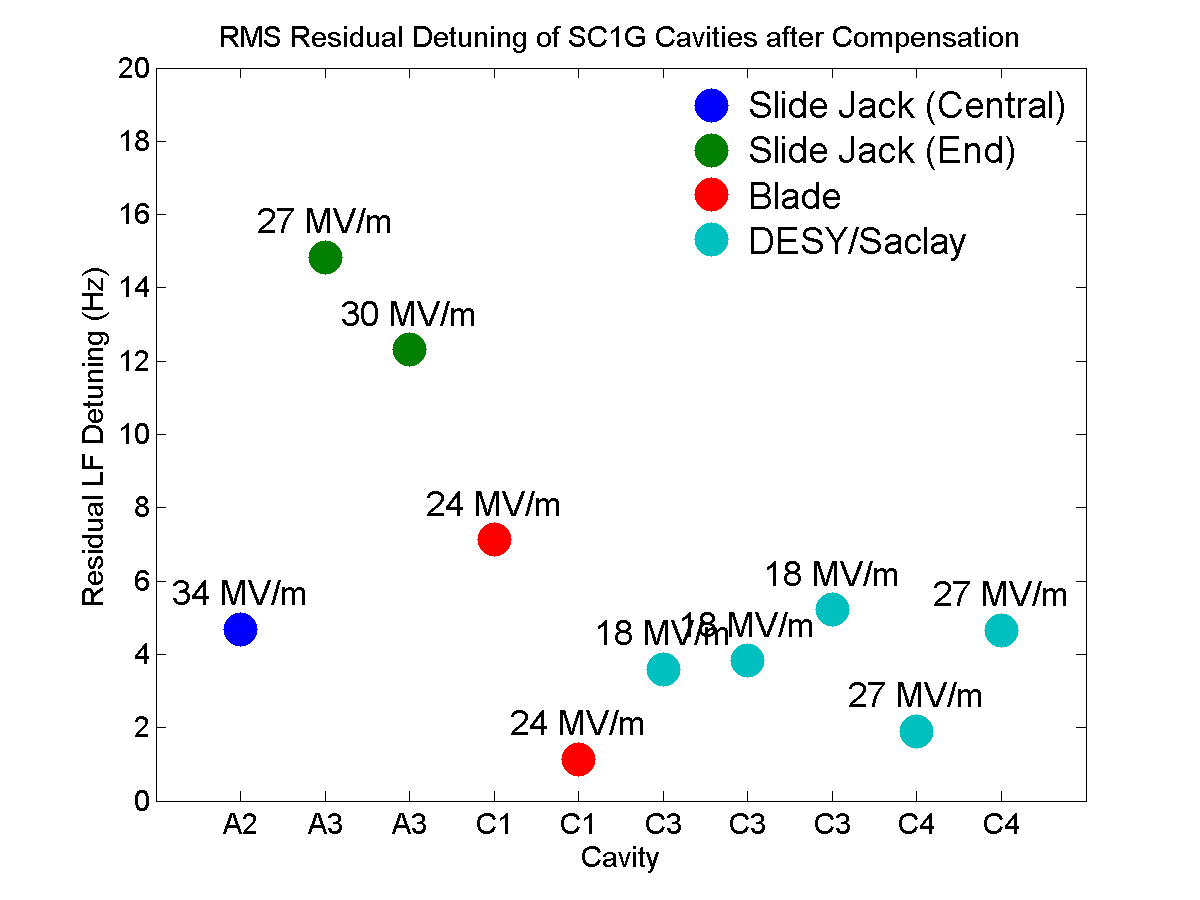 RMS Residual Detuning of SC1G Cavities after Compensation
Slide Jack (Central)
Slide Jack (End)
Blade
DESY/Saclay
Residual LF Detuning (Hz)
20
18
16
14
12
10
8
6
4
2
0
34 MV/m
27 MV/m
30 MV/m
24 MV/m
24 MV/m
18 MV/m
18 MV/m
18 MV/m
27 MV/m
27 MV/m
A2 A3 A3 C1 C1 C3 C3 C3 C4 C4
Cavity